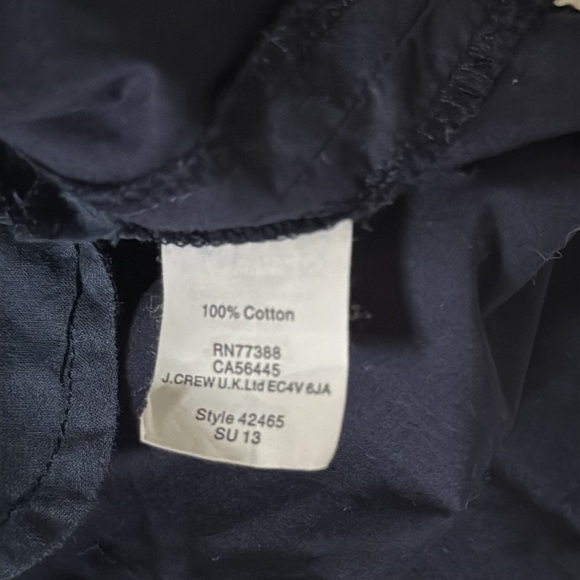 100% Cotton
RN77388
CA56445
J.CREW U.K.Ltd EC4V 6JA
Style 42465
SU 13